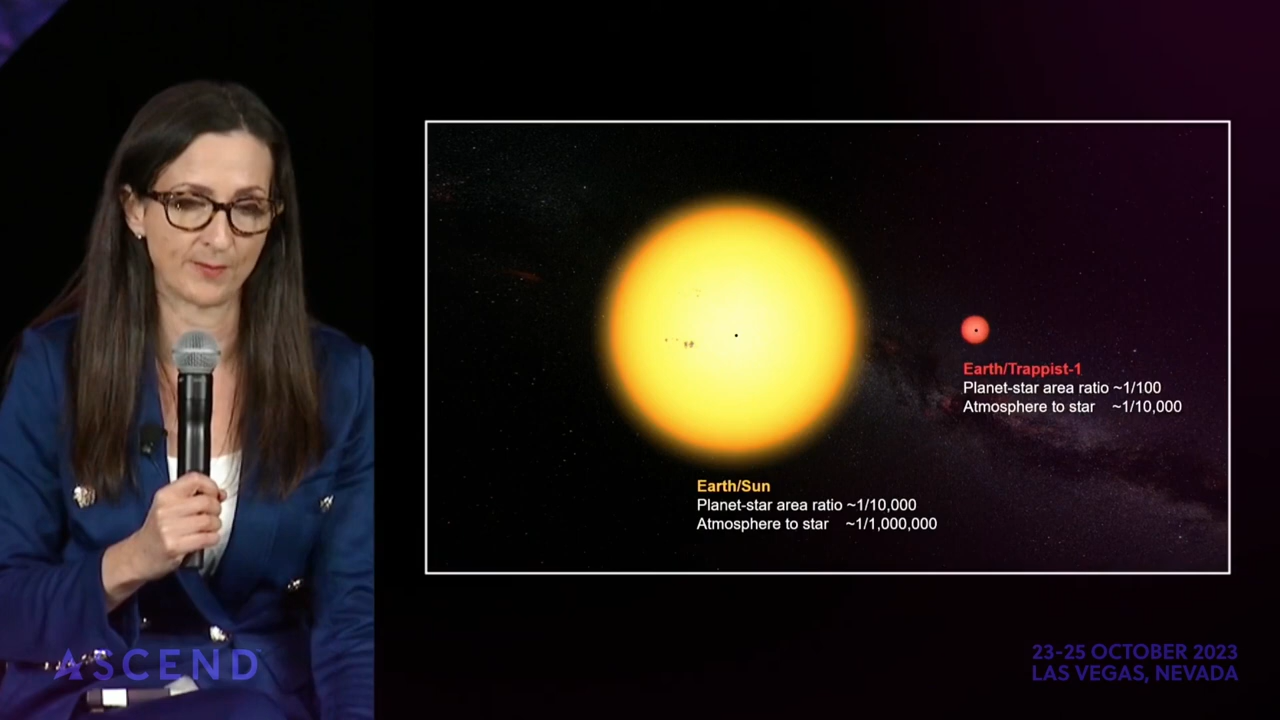 Earth/Trappist-1
Planet-star area ratio ~1/100
Atmosphere to star ~1/10,000
Earth/Sun
Planet-star area ratio ~1/10,000
Atmosphere to star ~1/1,000,000
ASCEND
23-25 OCTOBER 2023
LAS VEGAS, NEVADA